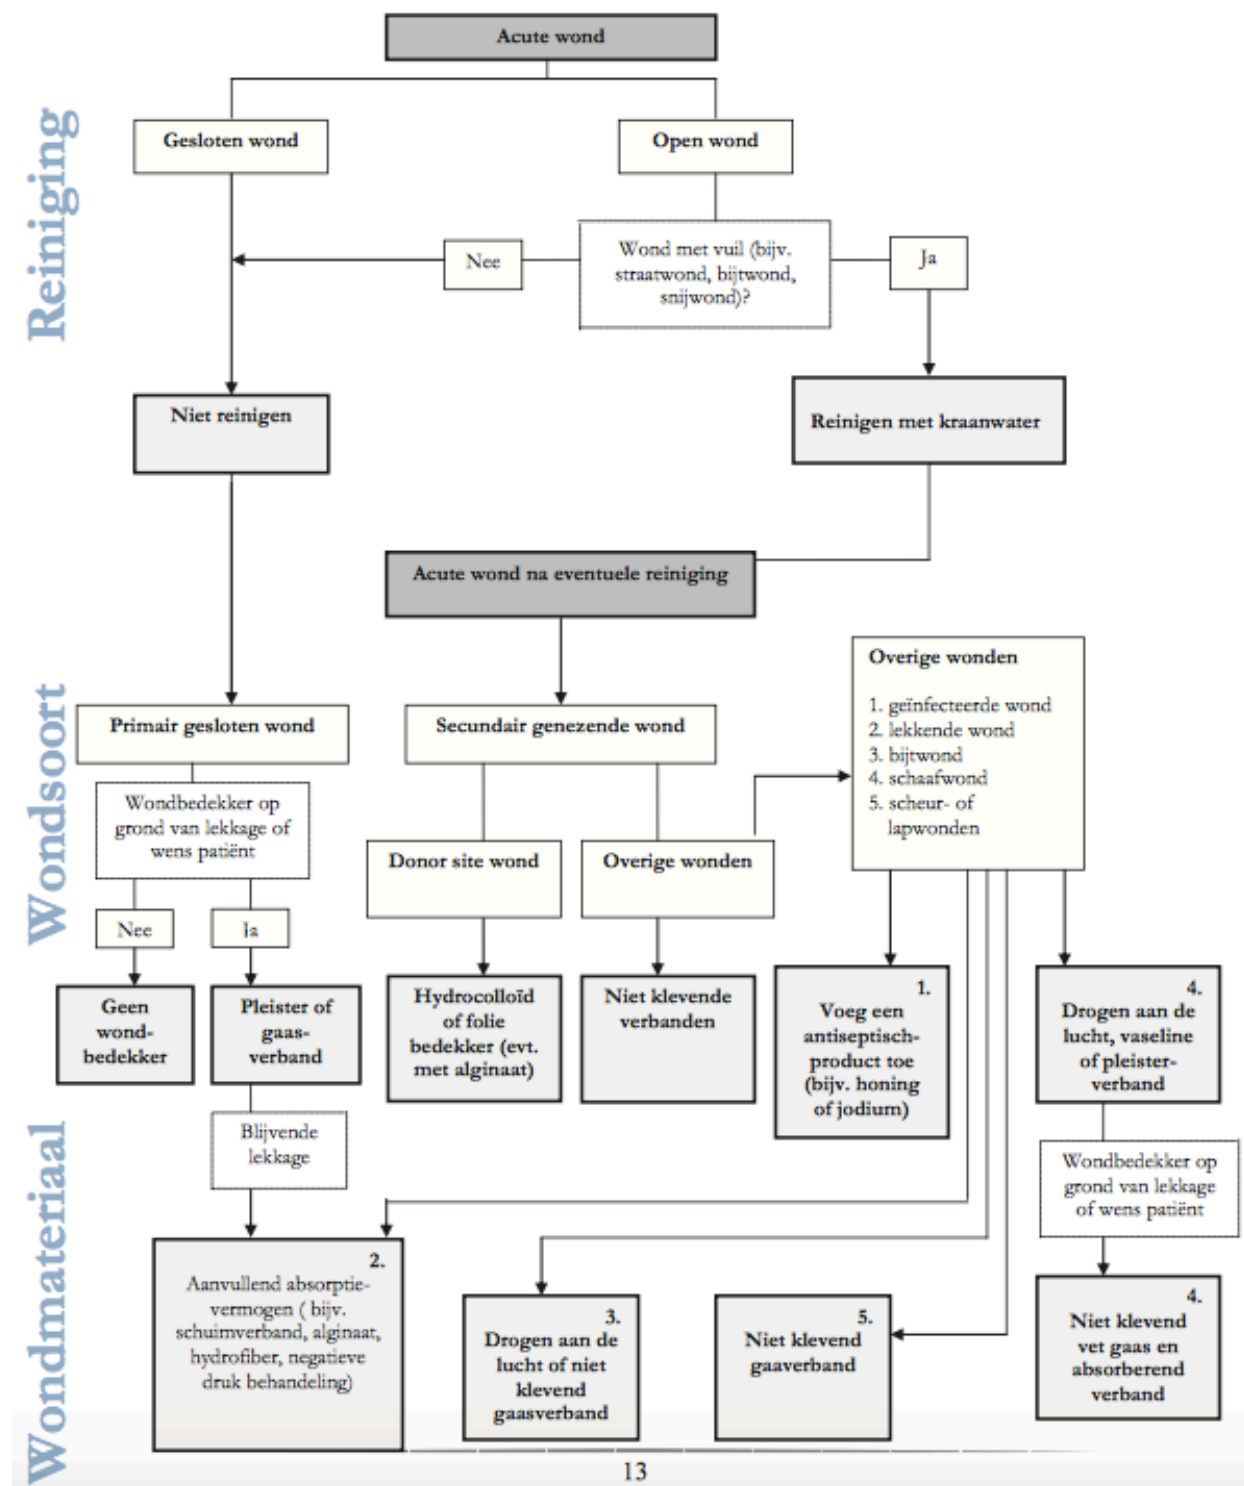 Reiniging
Wondsoort
Wondmateriaal
Acute wond
Gesloten wond
Open wond
Nee
Wond met vuil (bijv.
straatwond, bijtwond,
snijwond)?
Ja
Niet reinigen
Reinigen met kraanwater
Acute wond na eventuele reiniging
Overige wonden
1. geïnfecteerde wond
2. lekkende wond
3. bijtwond
4. schaafwond
5. scheur- of
lapwonden
Primair gesloten wond
Secundair genezende wond
Wondbedekker op
grond van lekkage of
wens patiënt
Donor site wond
Overige wonden
Nee
Ja
Geen
wond-
bedekker
Pleister of
gaas-
verband
Hydrocolloïd
of folie
bedekker (evt.
met alginaat)
Niet klevende
verbanden
1.
Voeg een
antiseptisch-
product toe
(bijv. honing
of jodium)
4.
Drogen aan de
lucht, vaseline
of pleister-
verband
Blijvende
lekkage
Wondbedekker op
grond van lekkage
of wens patiënt
2.
Aanvullend absorptie-
vermogen ( bijv.
schuimverband, alginaat,
hydrofiber, negatieve
druk behandeling)
3.
Drogen aan de
lucht of niet
klevend
gaasverband
5.
Niet klevend
gaaverband
4.
Niet klevend
vet gaas en
absorberend
verband
13